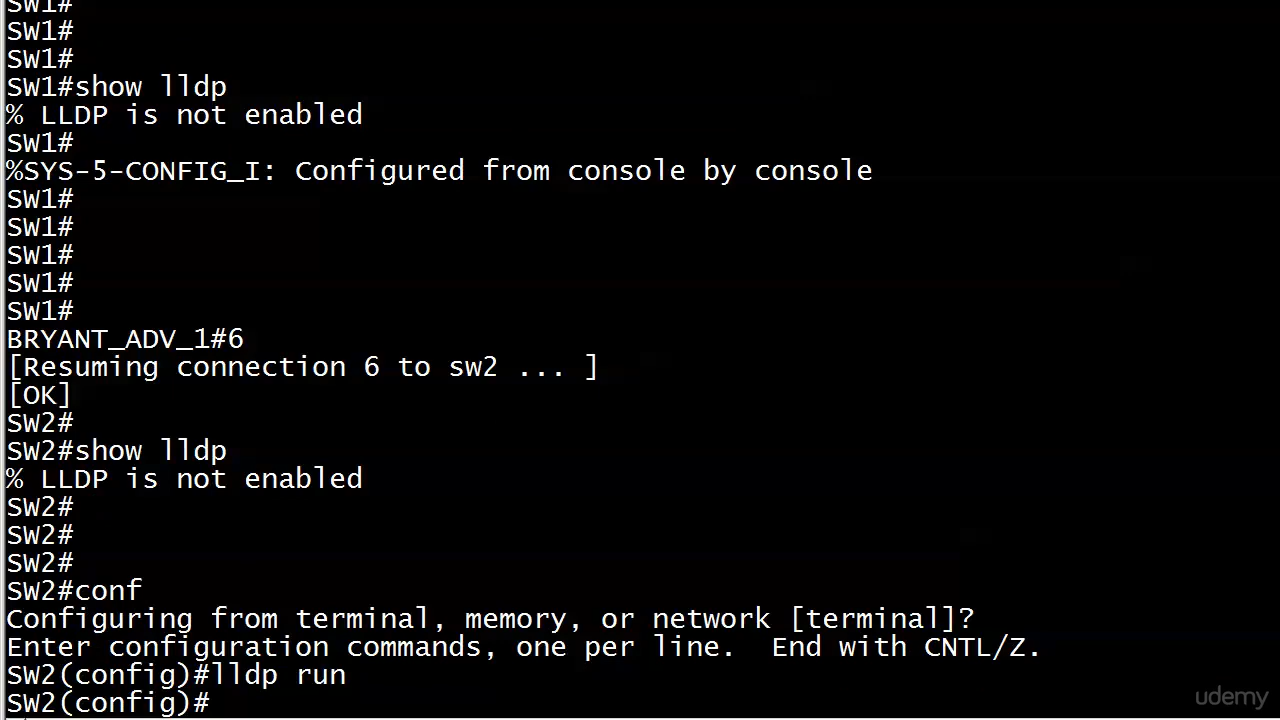 SW1#
SW1#
SW1#
SW1#show lldp
% LLDP is not enabled
SW1#
%SYS-5-CONFIG_I: Configured from console by console
SW1#
SW1#
SW1#
SW1#
SW1#
BRYANT_ADV_1#6
[Resuming connection 6 to sw2 ... ]
[OK]
SW2#
SW2#show lldp
% LLDP is not enabled
SW2#
SW2#
SW2#
SW2#conf
Configuring from terminal, memory, or network [terminal]?
Enter configuration commands, one per line.  End with CNTL/Z.
SW2(config)#lldp run
SW2(config)#
udemy